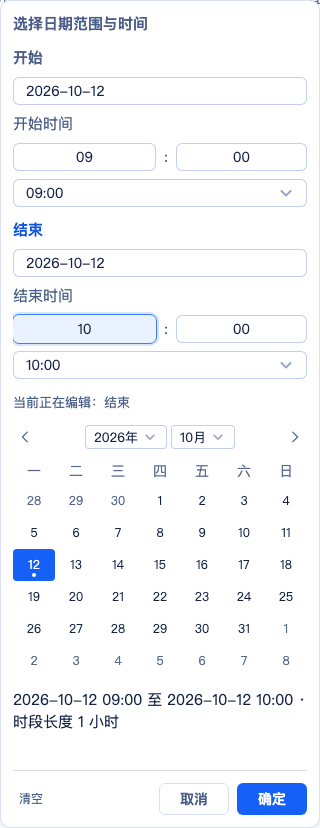 选择日期范围与时间
开始
2026-10-12
开始时间
09 : 00
09:00
结束
2026-10-12
结束时间
10 : 00
10:00
当前正在编辑：结束
2026年 10月
一 二 三 四 五 六 日
28 29 30 1 2 3 4
5 6 7 8 9 10 11
12 13 14 15 16 17 18
19 20 21 22 23 24 25
26 27 28 29 30 31 1
2 3 4 5 6 7 8
2026-10-12 09:00 至 2026-10-12 10:00 ·
时段长度 1 小时
清空 取消 确定